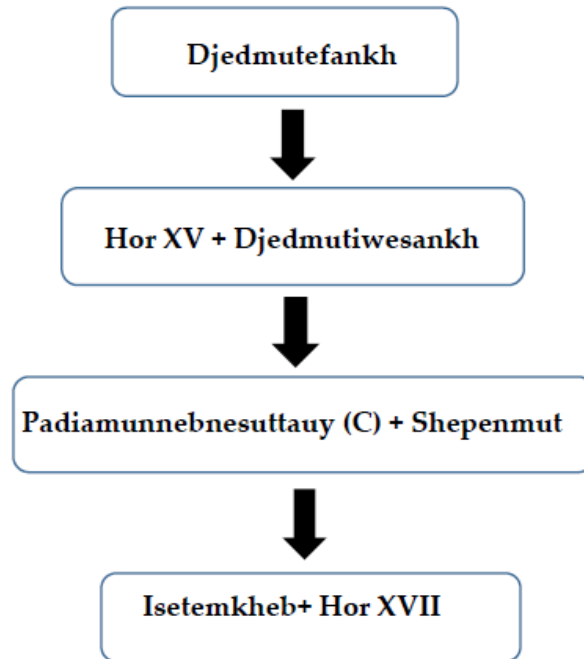 Djedmutefankh
Hor XV + Djedmutiwesankh
Padiamunnebnesuttauy (C) + Shepenmut
Isetemkheb+ Hor XVII